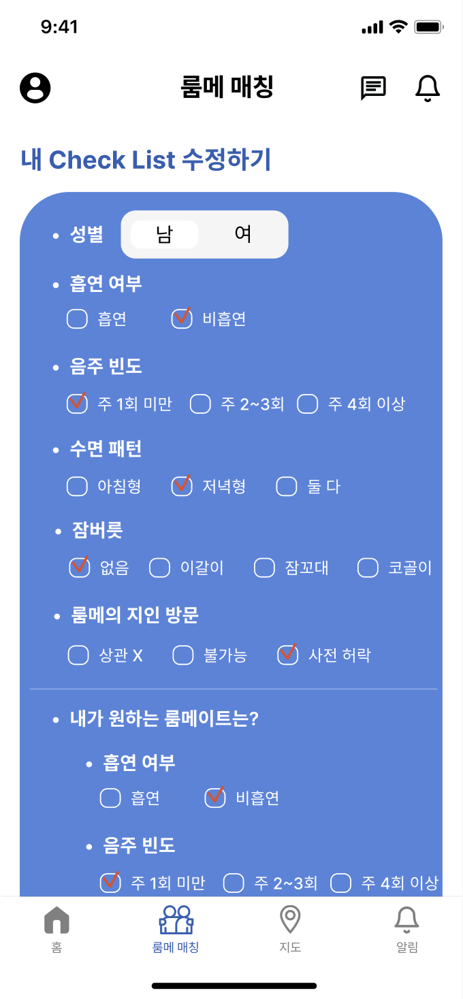 9:41
룸메 매칭
내 Check List 수정하기
• 성별 남 여
• 흡연 여부
흡연 비흡연
• 음주 빈도
주 1회 미만 주 2~3회 주 4회 이상
• 수면 패턴
아침형 저녁형 둘 다
• 잠버릇
없음 이갈이 잠꼬대 코골이
• 룸메의 지인 방문
상관 X 불가능 사전 허락
• 내가 원하는 룸메이트는?
• 흡연 여부
흡연 비흡연
• 음주 빈도
주 1회 미만 주 2~3회 주 4회 이상
홈 룸메 매칭 지도 알림